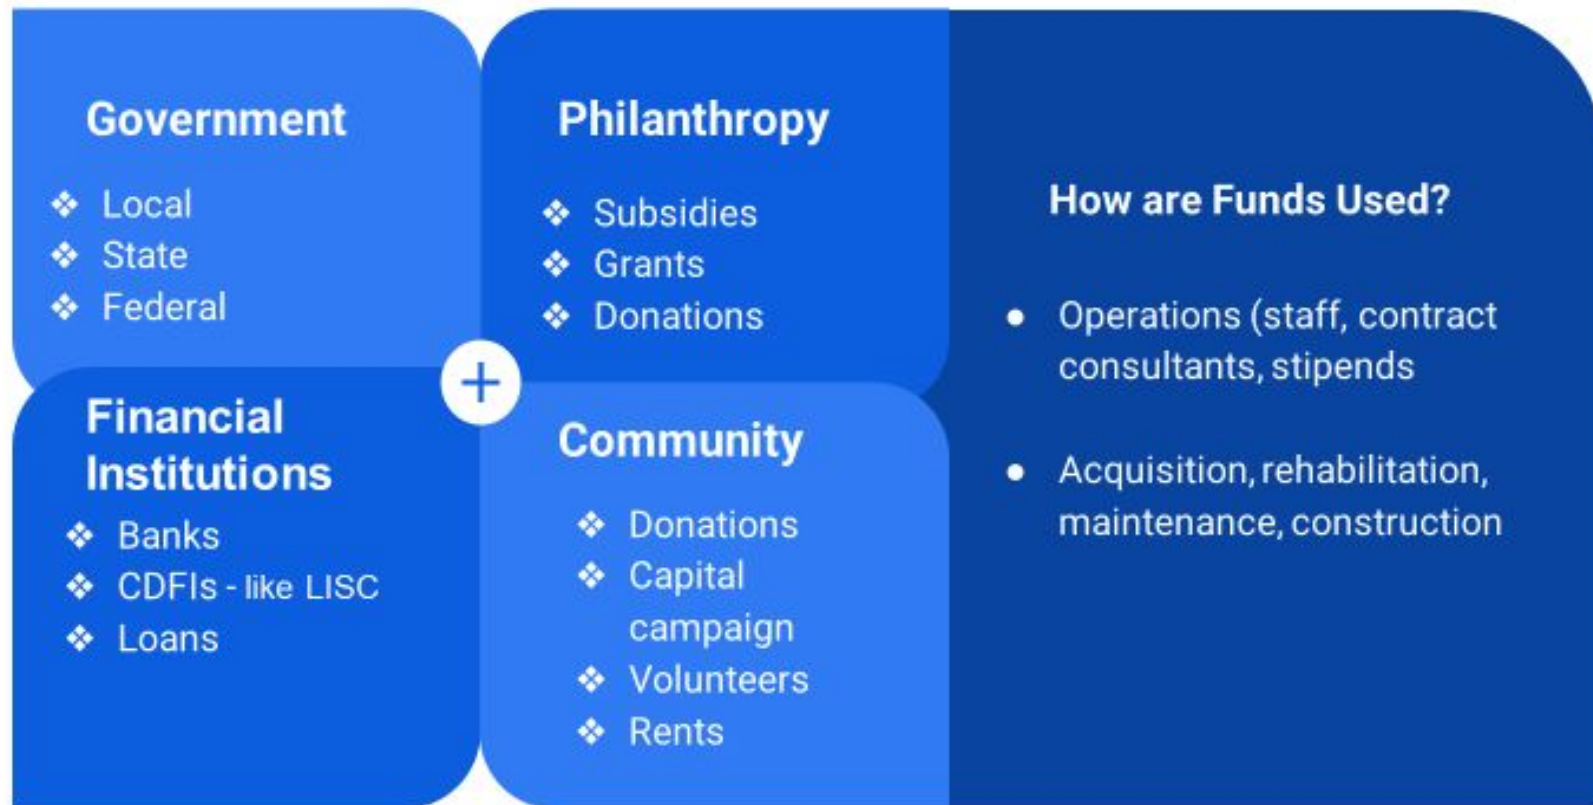 Government
❖ Local
❖ State
❖ Federal
Philanthropy
❖ Subsidies
❖ Grants
❖ Donations
Financial
Institutions
❖ Banks
❖ CDFIs - like LISC
❖ Loans
+
Community
❖ Donations
❖ Capital
campaign
❖ Volunteers
❖ Rents
How are Funds Used?
● Operations (staff, contract
consultants, stipends
● Acquisition, rehabilitation,
maintenance, construction